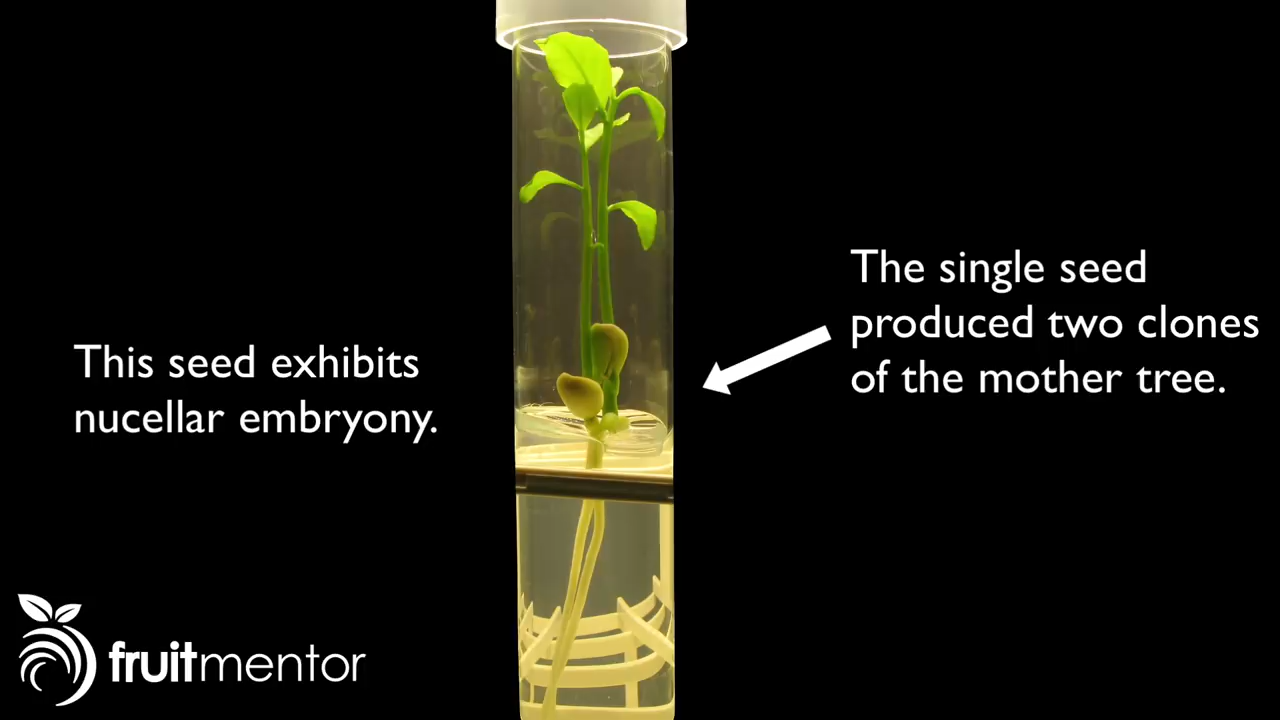 This seed exhibits
nucellar embryony.
The single seed
produced two clones
of the mother tree.
fruitmentor